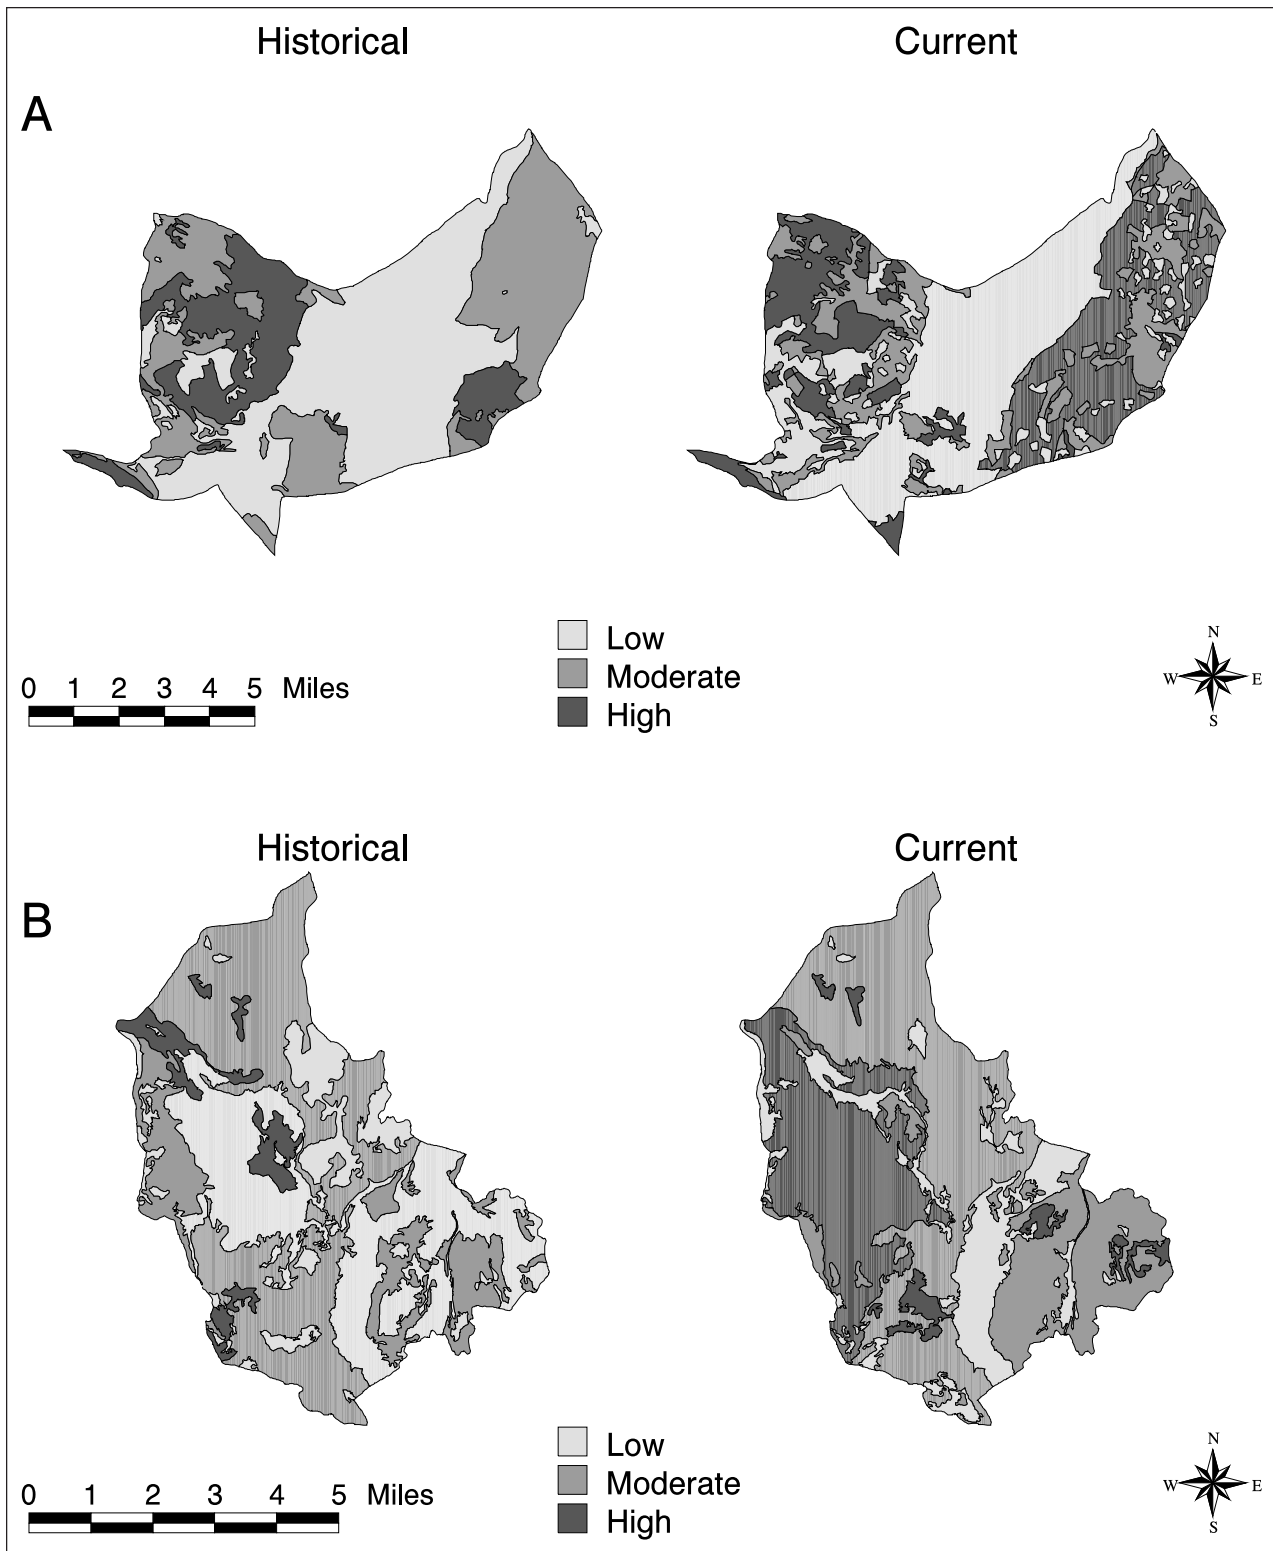 Historical Current
A
Low
Moderate
High
0 1 2 3 4 5 Miles
N
W E
S
Historical Current
B
Low
Moderate
High
0 1 2 3 4 5 Miles
N
W E
S